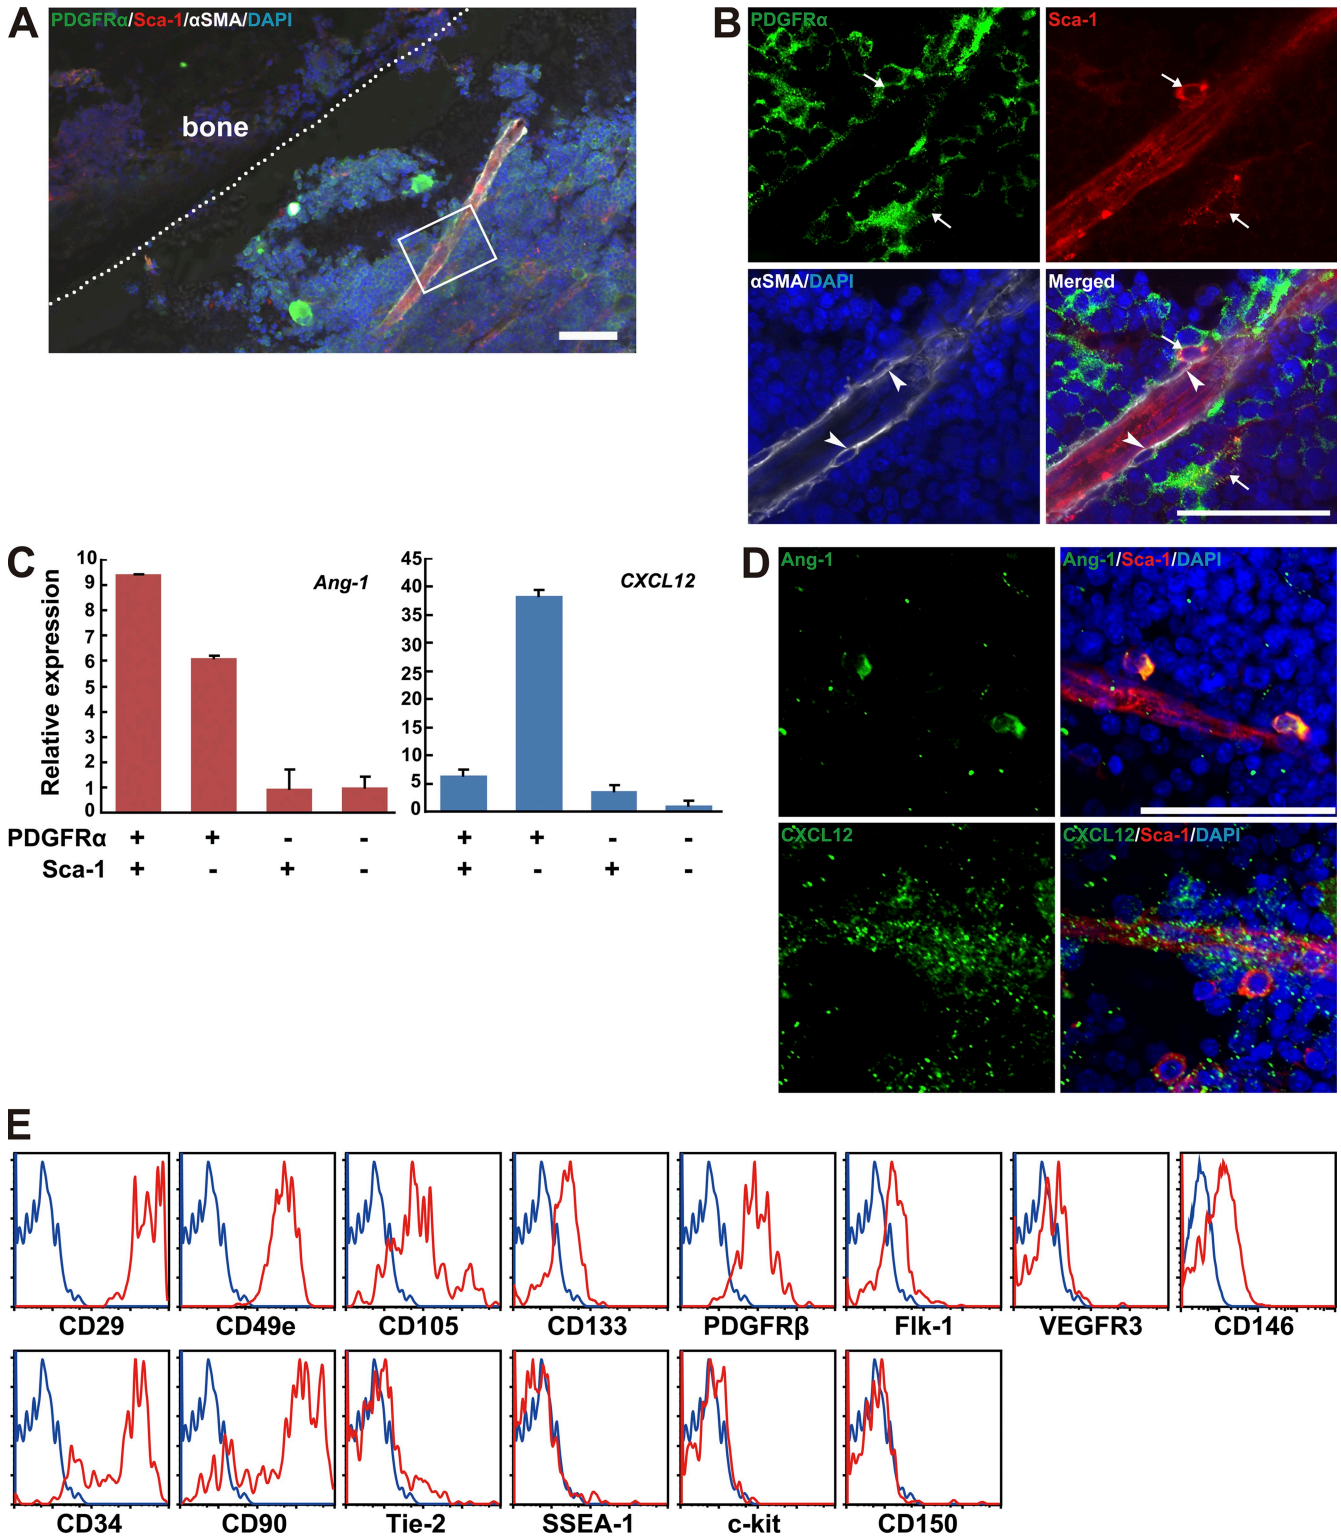 A
PDGFRα/Sca-1/αSMA/DAPI
bone
B
PDGFRα
Sca-1
αSMA/DAPI
Merged
C
Relative expression
10
9
8
7
6
5
4
3
2
1
0
Ang-1
45
40
35
30
25
20
15
10
5
0
CXCL12
PDGFRα + + - - + + - -
Sca-1 + - + - + - + -
D
Ang-1
Ang-1/Sca-1/DAPI
CXCL12
CXCL12/Sca-1/DAPI
E
CD29 CD49e CD105 CD133 PDGFRβ Flk-1 VEGFR3 CD146
CD34 CD90 Tie-2 SSEA-1 c-kit CD150